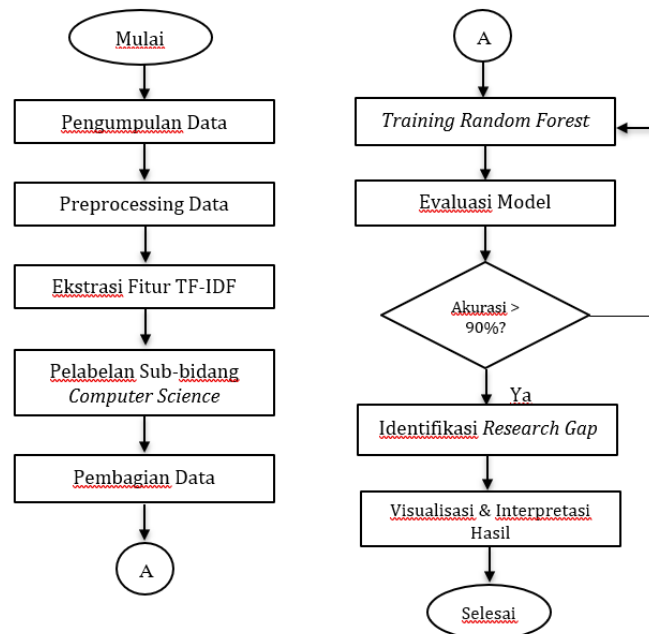 Mulai
Pengumpulan Data
Preprocessing Data
Ekstrasi Fitur TF-IDF
Pelabelan Sub-bidang
Computer Science
Pembagian Data
A
A
Training Random Forest
Evaluasi Model
Akurasi >
90%?
Ya
Identifikasi Research Gap
Visualisasi & Interpretasi
Hasil
Selesai